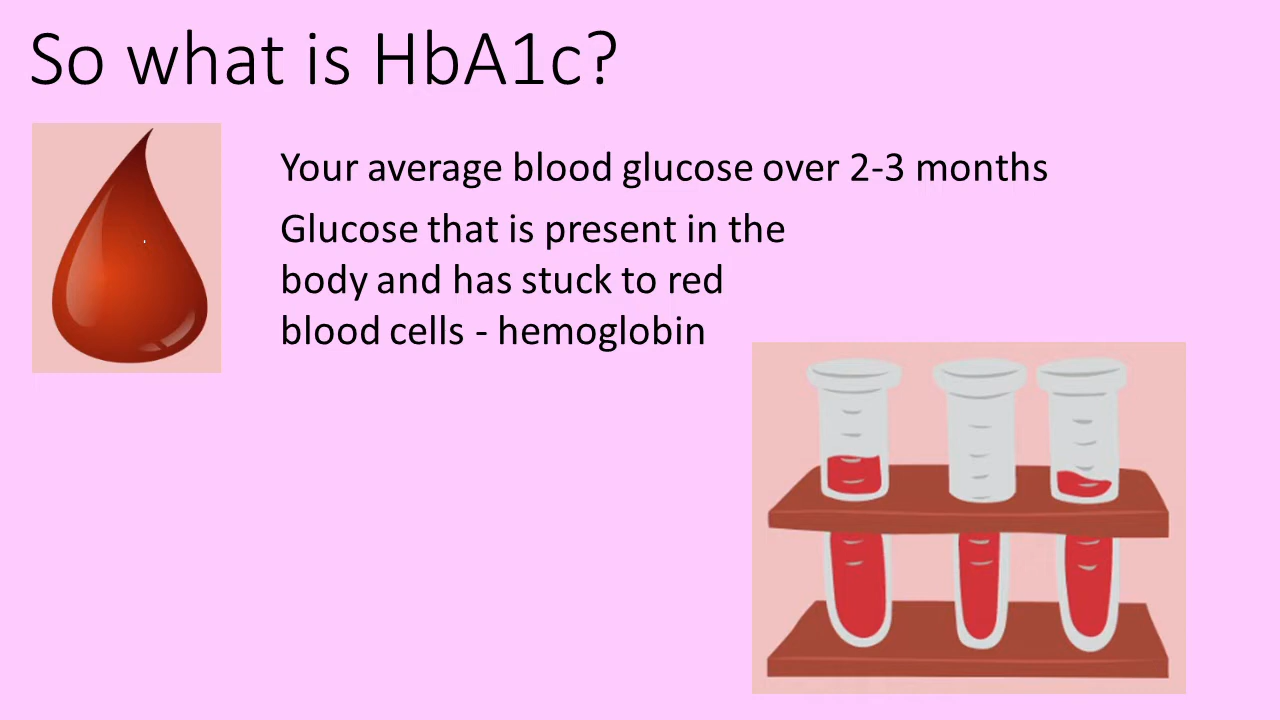 So what is HbA1c?
Your average blood glucose over 2-3 months
Glucose that is present in the
body and has stuck to red
blood cells - hemoglobin